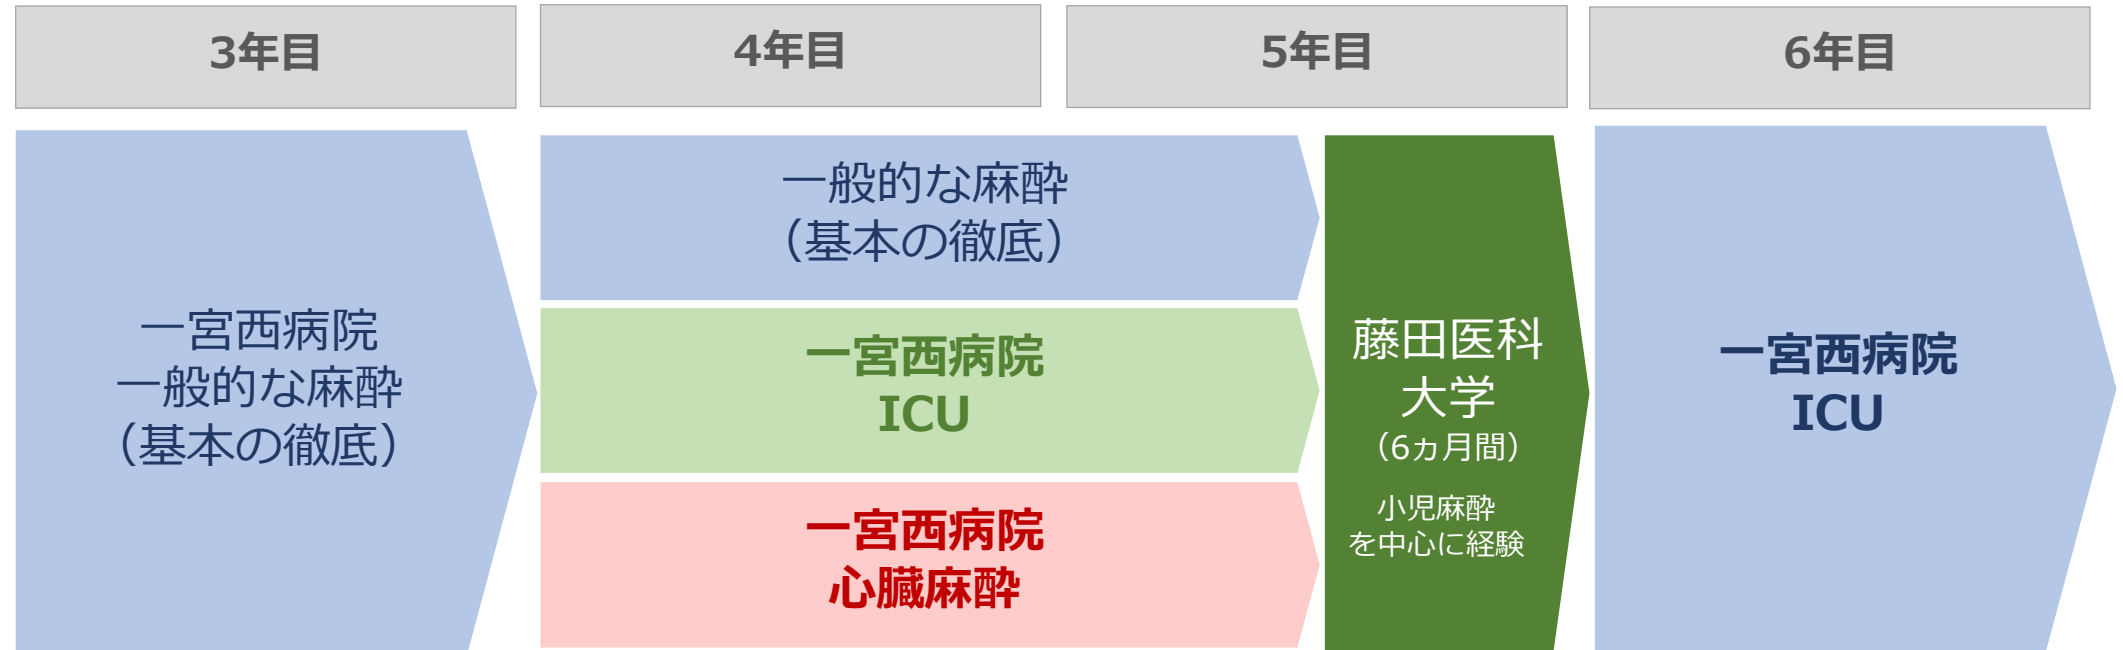 3年目
4年目
5年目
6年目
一宮西病院
一般的な麻酔
（基本の徹底）
一般的な麻酔
（基本の徹底）
一宮西病院
ICU
一宮西病院
心臓麻酔
藤田医科
大学
（6ヵ月間）
小児麻酔
を中心に経験
一宮西病院
ICU